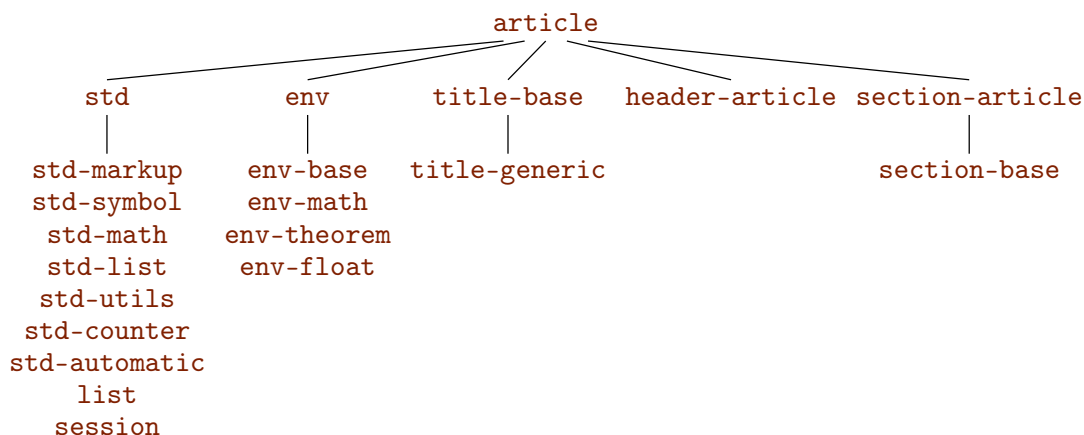 article
std env title-base header-article section-article
std-markup env-base title-generic section-base
std-symbol env-math
std-math env-theorem
std-list env-float
std-utils
std-counter
std-automatic
list
session